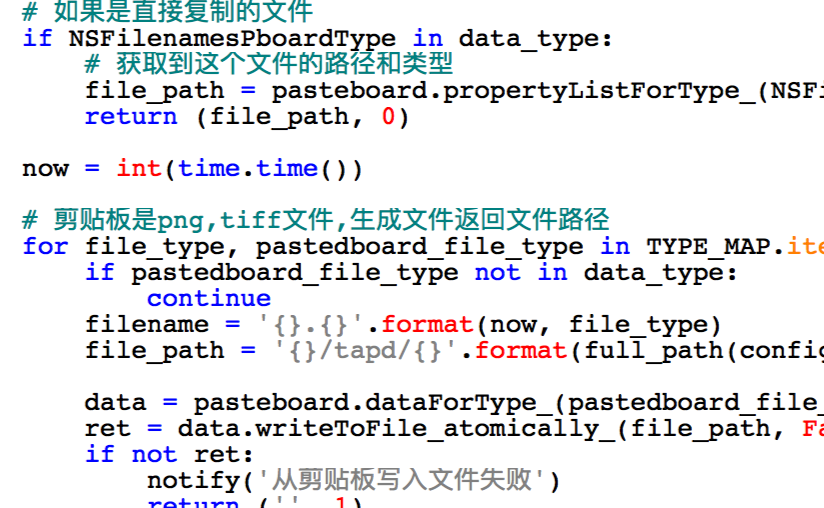 # 如果是直接复制的文件
if NSFilenamesPboardType in data_type:
# 获取到这个文件的路径和类型
file_path = pasteboard.propertyListForType_(NSFi
return (file_path, 0)
now = int(time.time())
# 剪贴板是png,tiff文件,生成文件返回文件路径
for file_type, pastedboard_file_type in TYPE_MAP.ite
if pastedboard_file_type not in data_type:
continue
filename = '{}.{}'.format(now, file_type)
file_path = '{}/tapd/{}'.format(full_path(config
data = pasteboard.dataForType_(pastedboard_file_
ret = data.writeToFile_atomically_(file_path, Fa
if not ret:
notify('从剪贴板写入文件失败')
return ('', 1)